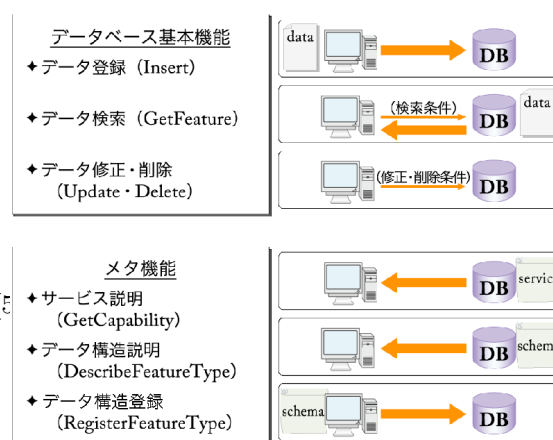 データベース基本機能
✦データ登録（Insert）
data
DB
✦データ検索（GetFeature）
（検索条件）
DB
data
✦データ修正・削除
（Update・Delete）
（修正・削除条件）
DB
メタ機能
✦サービス説明
（GetCapability）
DB
servic
✦データ構造説明
（DescribeFeatureType）
DB
schem
✦データ構造登録
（RegisterFeatureType）
schema
DB